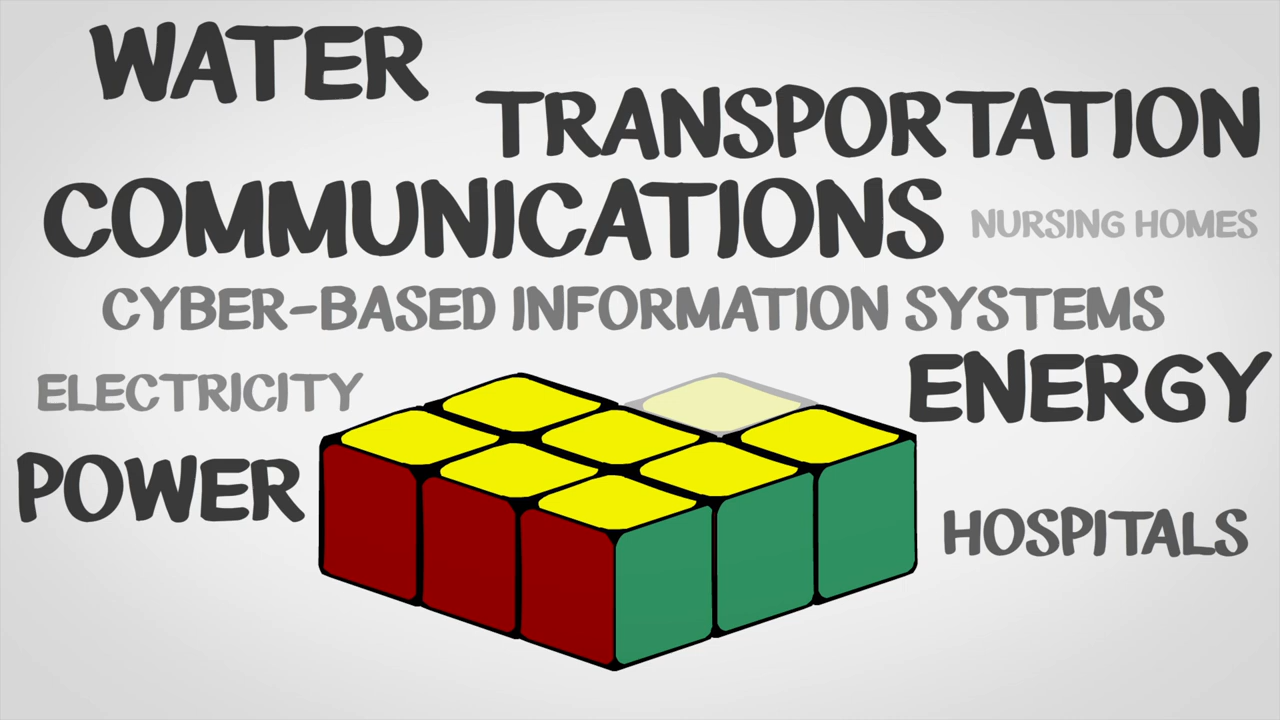 WATER
TRANSPORTATION
COMMUNICATIONS
NURSING HOMES
CYBER-BASED INFORMATION SYSTEMS
ELECTRICITY
ENERGY
POWER
HOSPITALS